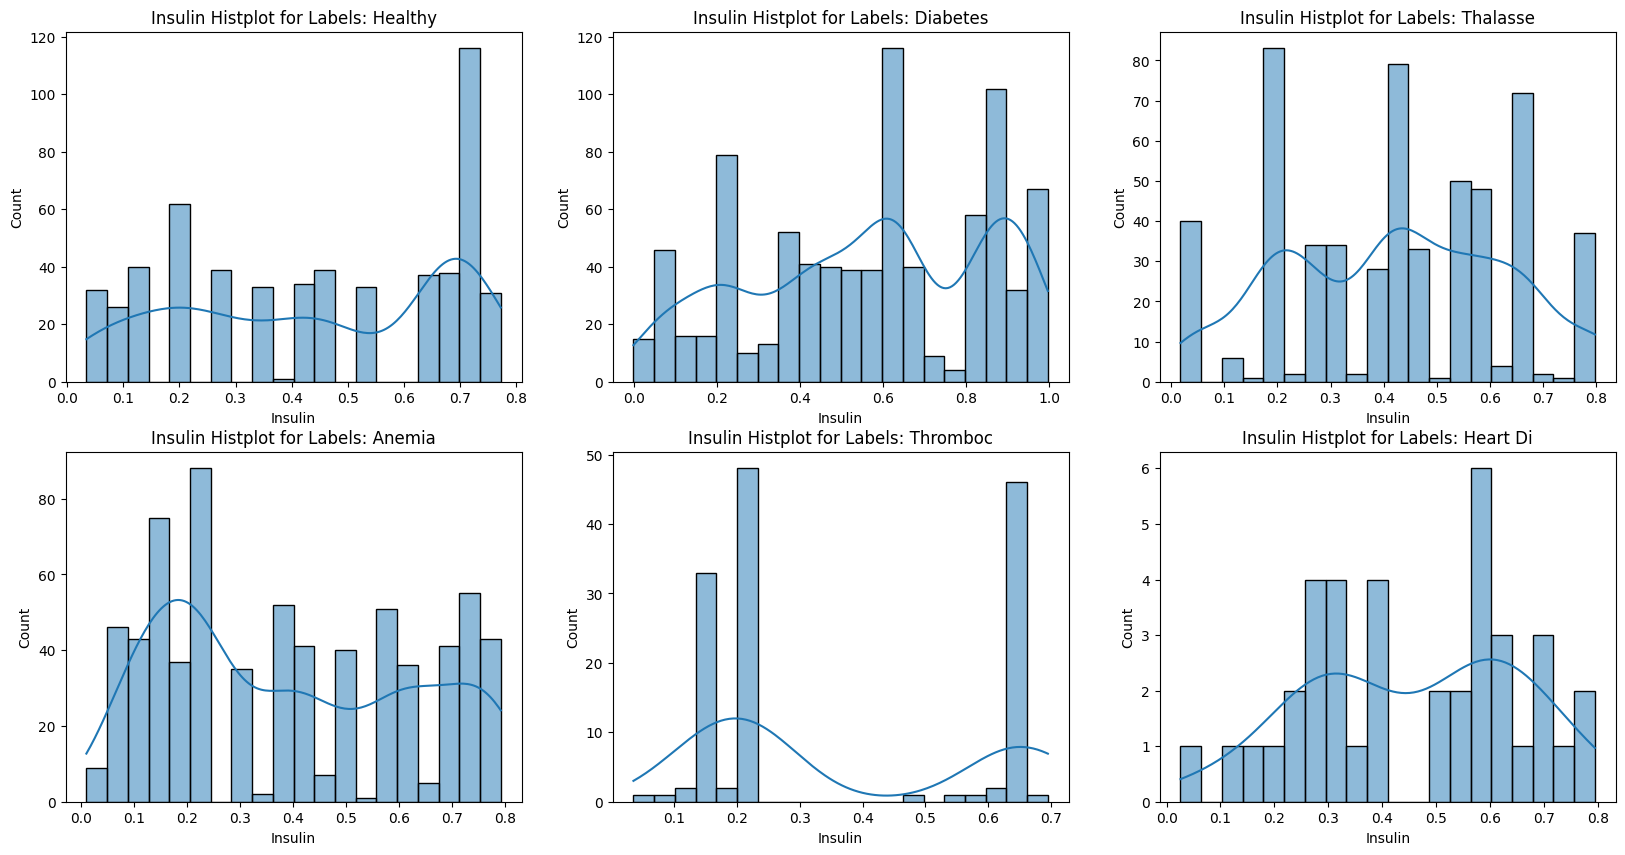 Insulin Histplot for Labels: Healthy
Count
120
100
80
60
40
20
0
0.0 0.1 0.2 0.3 0.4 0.5 0.6 0.7 0.8
Insulin
Insulin Histplot for Labels: Diabetes
Count
120
100
80
60
40
20
0
0.0 0.2 0.4 0.6 0.8 1.0
Insulin
Insulin Histplot for Labels: Thalasse
Count
80
70
60
50
40
30
20
10
0
0.0 0.1 0.2 0.3 0.4 0.5 0.6 0.7 0.8
Insulin
Insulin Histplot for Labels: Anemia
Count
80
60
40
20
0
0.0 0.1 0.2 0.3 0.4 0.5 0.6 0.7 0.8
Insulin
Insulin Histplot for Labels: Thromboc
Count
50
40
30
20
10
0
0.1 0.2 0.3 0.4 0.5 0.6 0.7
Insulin
Insulin Histplot for Labels: Heart Di
Count
6
5
4
3
2
1
0
0.0 0.1 0.2 0.3 0.4 0.5 0.6 0.7 0.8
Insulin